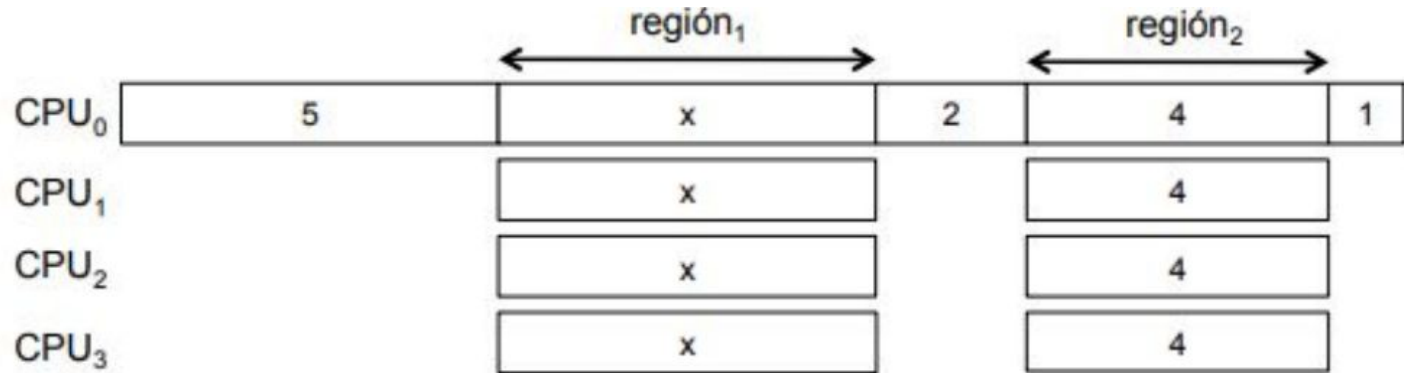 región₁ región₂
CPU₀ 5 x 2 4 1
CPU₁ x 4
CPU₂ x 4
CPU₃ x 4